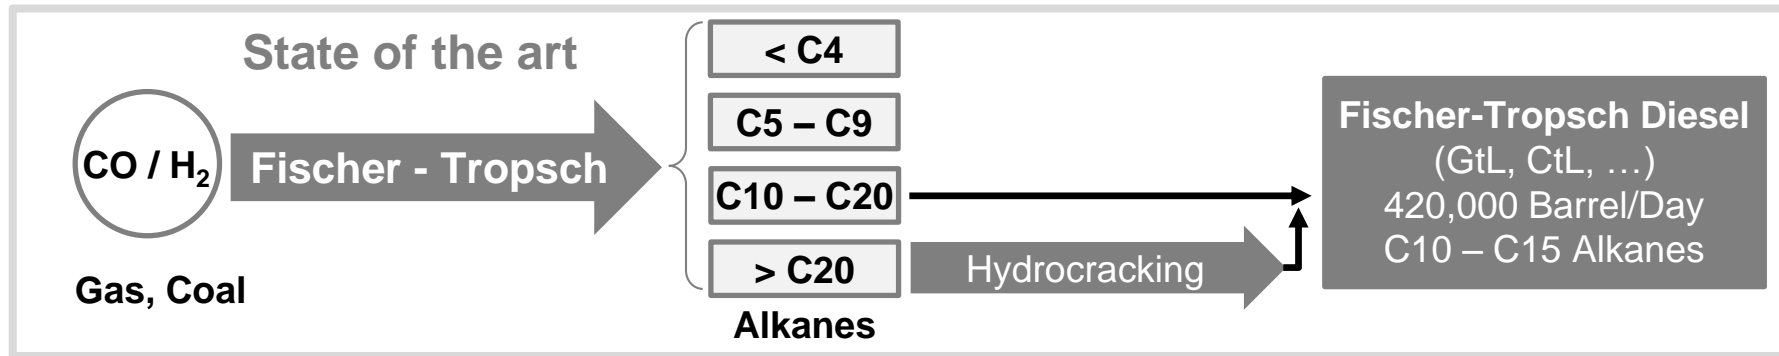 State of the art
CO / H₂
Gas, Coal
Fischer - Tropsch
< C4
C5 – C9
C10 – C20
> C20
Alkanes
Hydrocracking
Fischer-Tropsch Diesel
(GtL, CtL, …)
420,000 Barrel/Day
C10 – C15 Alkanes